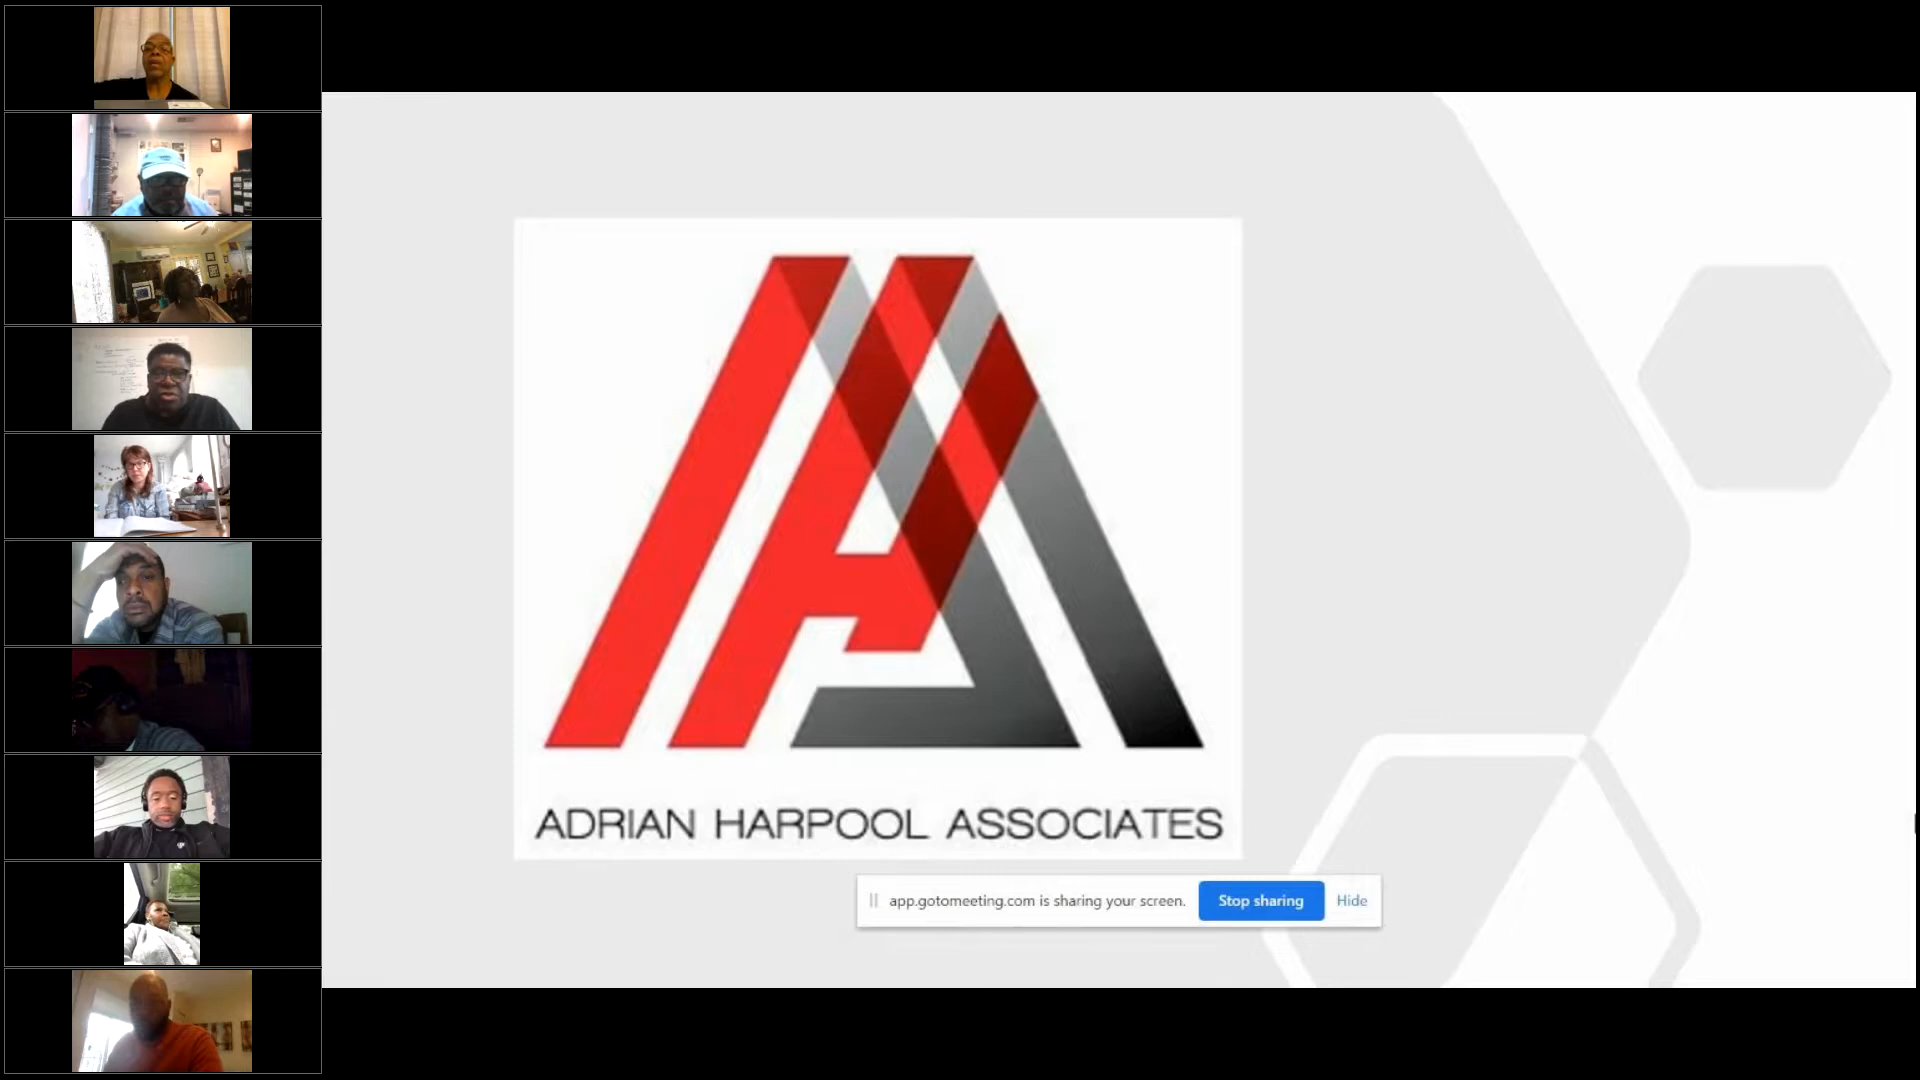 ADRIAN HARPOOL ASSOCIATES
app.gotomeeting.com is sharing your screen. Stop sharing Hide